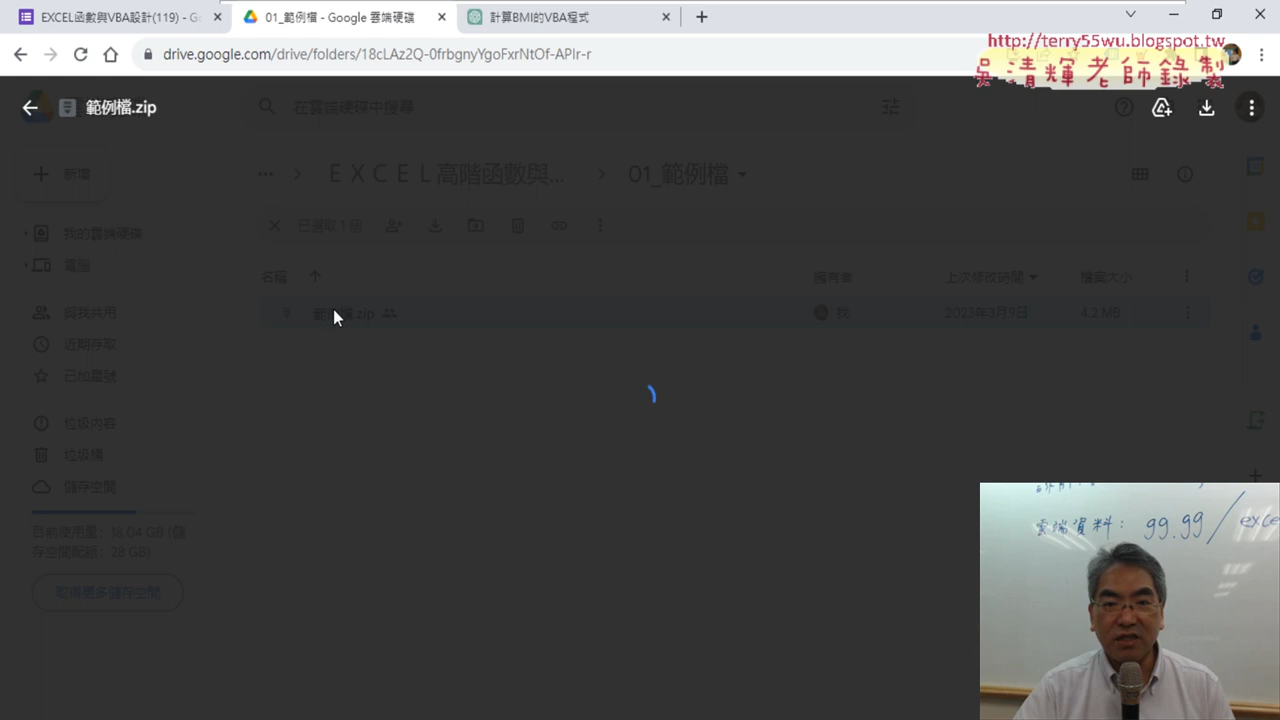 EXCEL函數與VBA設計(119) - G
01_範例檔 - Google 雲端硬碟
計算BMI的VBA程式
drive.google.com/drive/folders/18cLAz2Q-0frbgnyYgoFxrNtOf-APIr-r
http://terry55wu.blogspot.tw
吳清輝老師錄製
範例檔.zip
在雲端硬碟中搜尋
新增
ＥＸＣＥＬ高階函數與...
01_範例檔
已選取 1 個
我的雲端硬碟
電腦
與我共用
近期存取
已加星號
垃圾內容
垃圾桶
儲存空間
目前使用量：18.04 GB (儲
存空間配額：28 GB)
取得更多儲存空間
名稱
擁有者
上次修改時間
檔案大小
範例檔.zip
我
2023年3月9日
4.2 MB
雲端資料： 99.99/exce